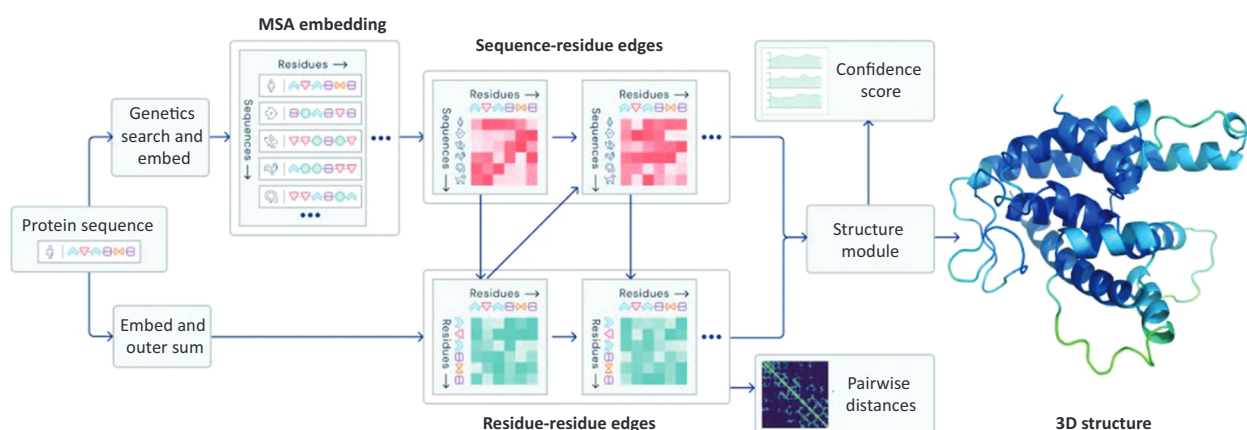 MSA embedding
Residues →
Sequences →
•••
•••
Genetics
search and
embed
Protein sequence
Embed and
outer sum
Sequence-residue edges
Residues →
Sequences →
Residues →
Sequences →
•••
Residues →
Residues →
Residues →
Residues →
•••
Residue-residue edges
Confidence
score
Structure
module
Pairwise
distances
3D structure